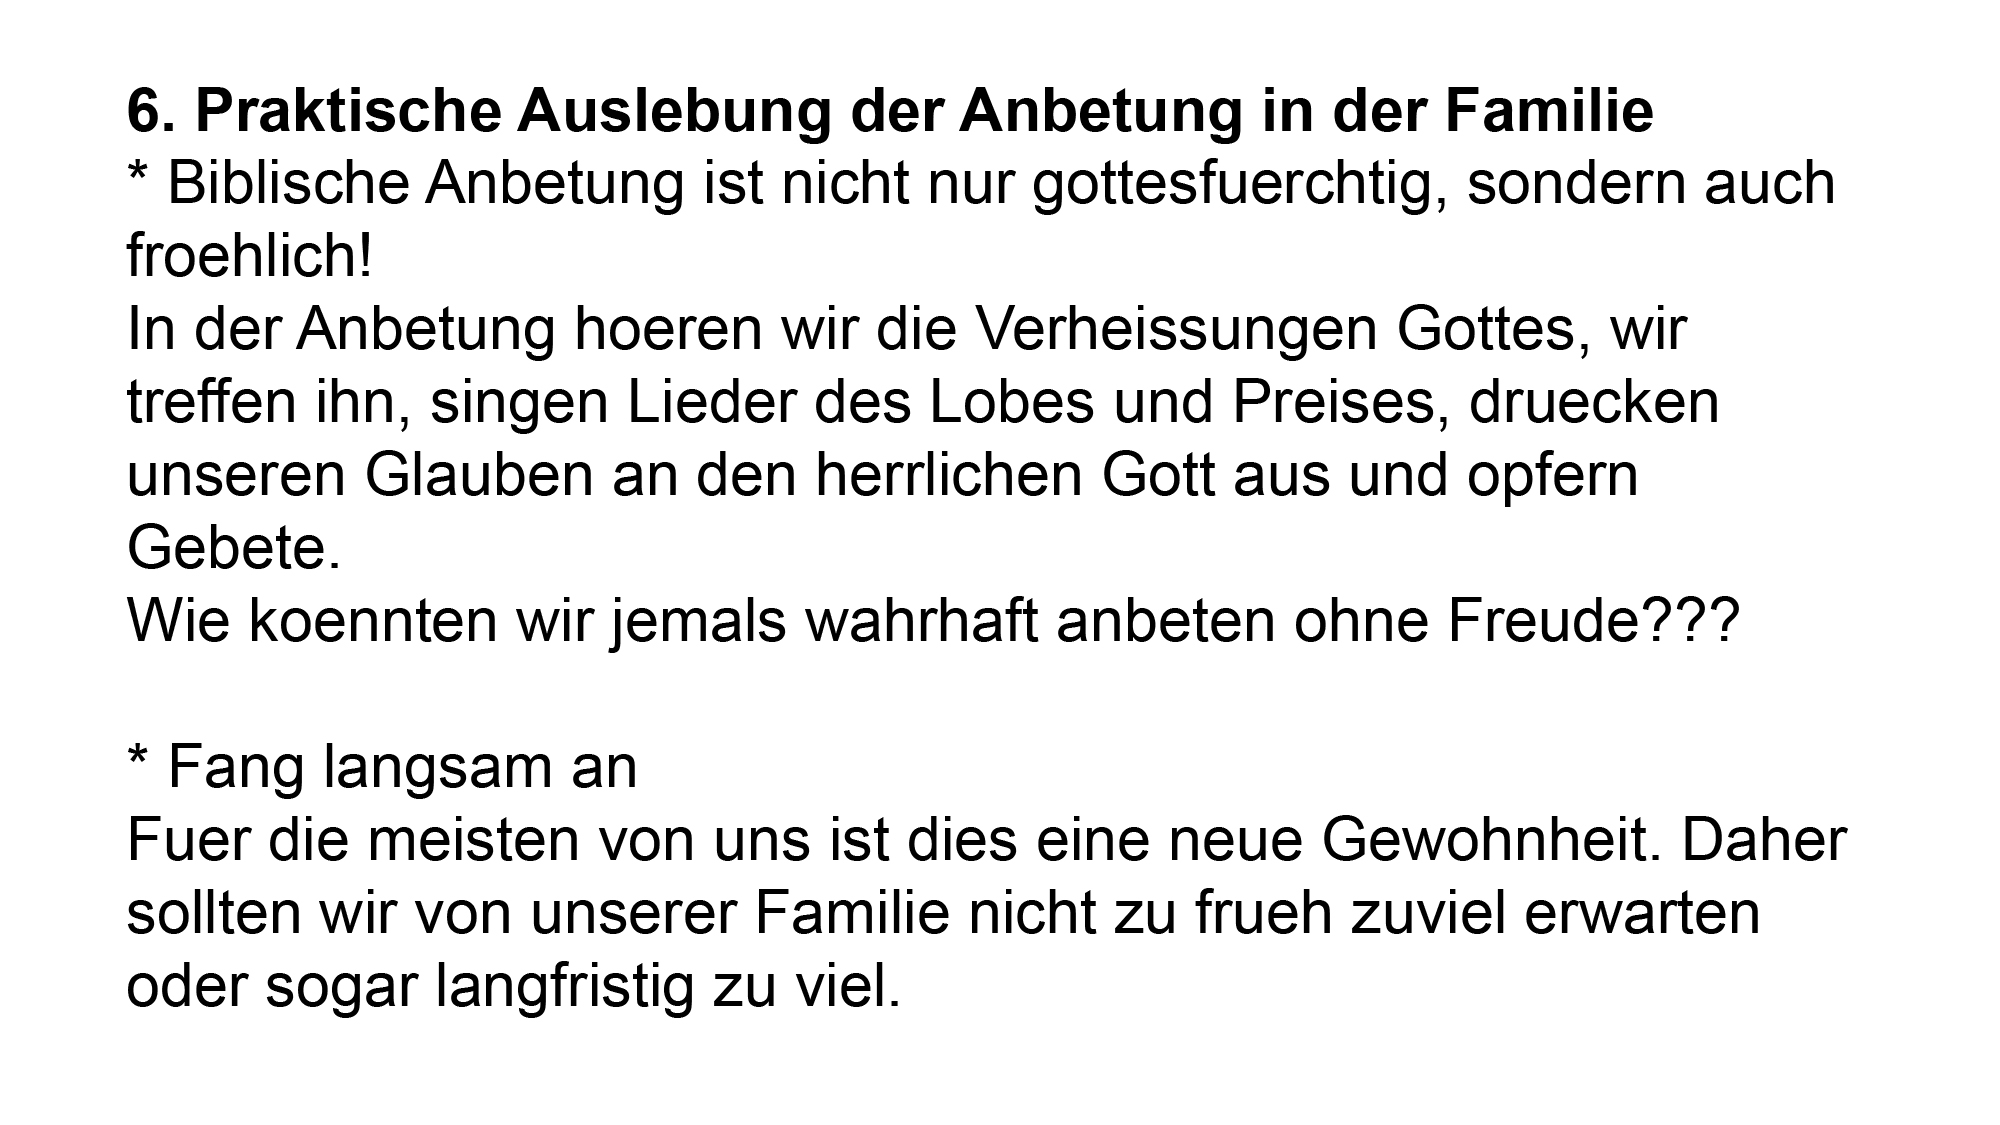 6. Praktische Auslebung der Anbetung in der Familie
* Biblische Anbetung ist nicht nur gottesfuerchtig, sondern auch
froehlich!
In der Anbetung hoeren wir die Verheissungen Gottes, wir
treffen ihn, singen Lieder des Lobes und Preises, druecken
unseren Glauben an den herrlichen Gott aus und opfern
Gebete.
Wie koennten wir jemals wahrhaft anbeten ohne Freude???
* Fang langsam an
Fuer die meisten von uns ist dies eine neue Gewohnheit. Daher
sollten wir von unserer Familie nicht zu frueh zuviel erwarten
oder sogar langfristig zu viel.